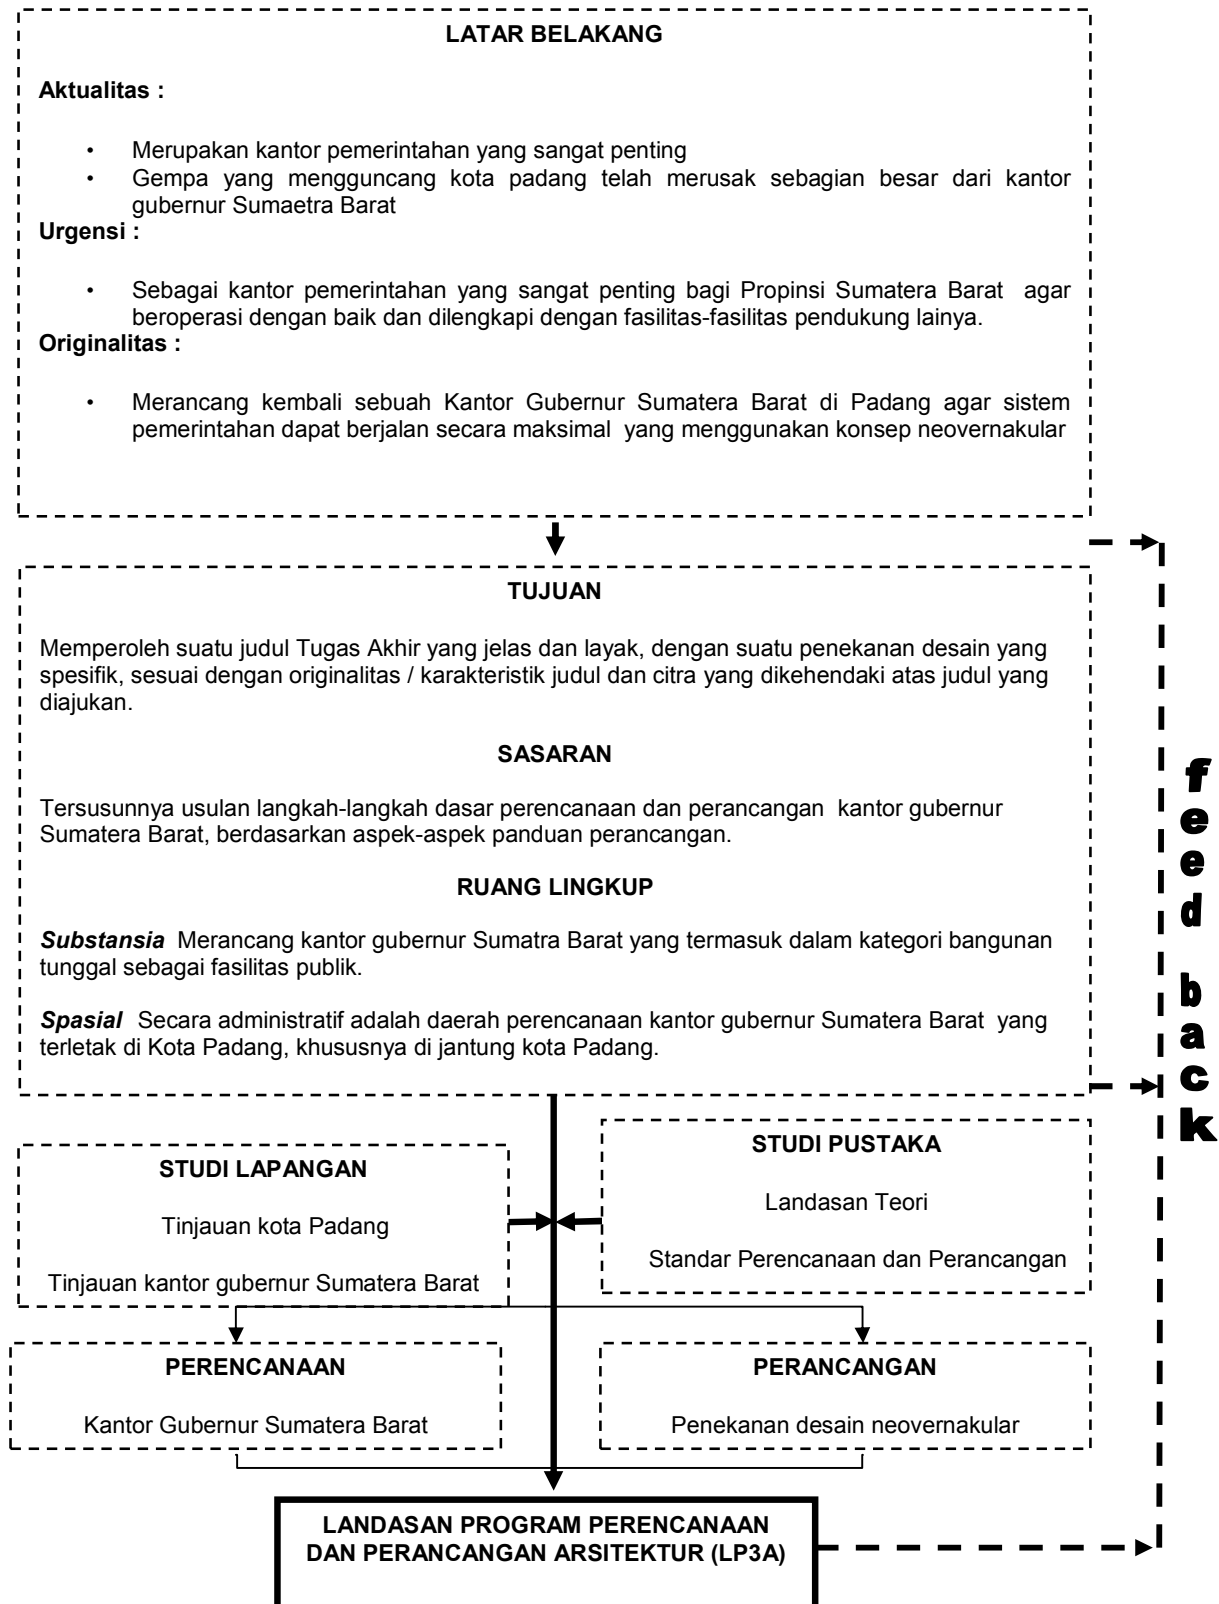 LATAR BELAKANG
Aktualitas :
• Merupakan kantor pemerintahan yang sangat penting
• Gempa yang mengguncang kota padang telah merusak sebagian besar dari kantor
gubernur Sumaetra Barat
Urgensi :
• Sebagai kantor pemerintahan yang sangat penting bagi Propinsi Sumatera Barat agar
beroperasi dengan baik dan dilengkapi dengan fasilitas-fasilitas pendukung lainya.
Originalitas :
• Merancang kembali sebuah Kantor Gubernur Sumatera Barat di Padang agar sistem
pemerintahan dapat berjalan secara maksimal yang menggunakan konsep neovernakular
TUJUAN
Memperoleh suatu judul Tugas Akhir yang jelas dan layak, dengan suatu penekanan desain yang
spesifik, sesuai dengan originalitas / karakteristik judul dan citra yang dikehendaki atas judul yang
diajukan.
SASARAN
Tersusunnya usulan langkah-langkah dasar perencanaan dan perancangan kantor gubernur
Sumatera Barat, berdasarkan aspek-aspek panduan perancangan.
RUANG LINGKUP
Substansia Merancang kantor gubernur Sumatra Barat yang termasuk dalam kategori bangunan
tunggal sebagai fasilitas publik.
Spasial Secara administratif adalah daerah perencanaan kantor gubernur Sumatera Barat yang
terletak di Kota Padang, khususnya di jantung kota Padang.
feed back
STUDI LAPANGAN
Tinjauan kota Padang
Tinjauan kantor gubernur Sumatera Barat
STUDI PUSTAKA
Landasan Teori
Standar Perencanaan dan Perancangan
PERENCANAAN
Kantor Gubernur Sumatera Barat
PERANCANGAN
Penekanan desain neovernakular
LANDASAN PROGRAM PERENCANAAN
DAN PERANCANGAN ARSITEKTUR (LP3A)